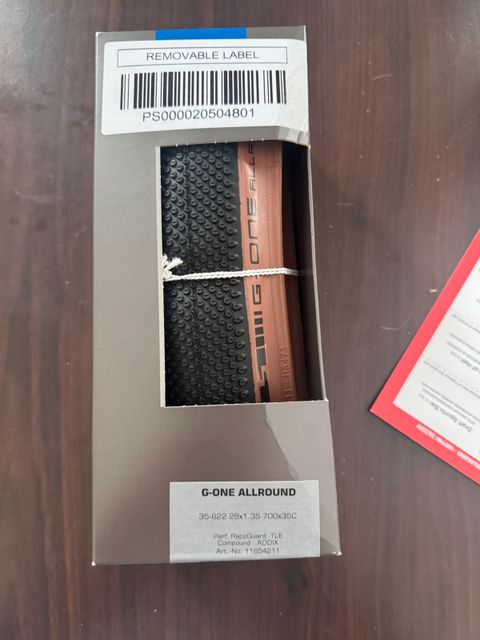 REMOVABLE LABEL
PS000020504801
G-ONE ALLR
G-ONE ALLROUND
35-622 28x1.35 700x35C
Perf, RaceGuard, TLE
Compound : ADDIX
Art.-No. 11654211